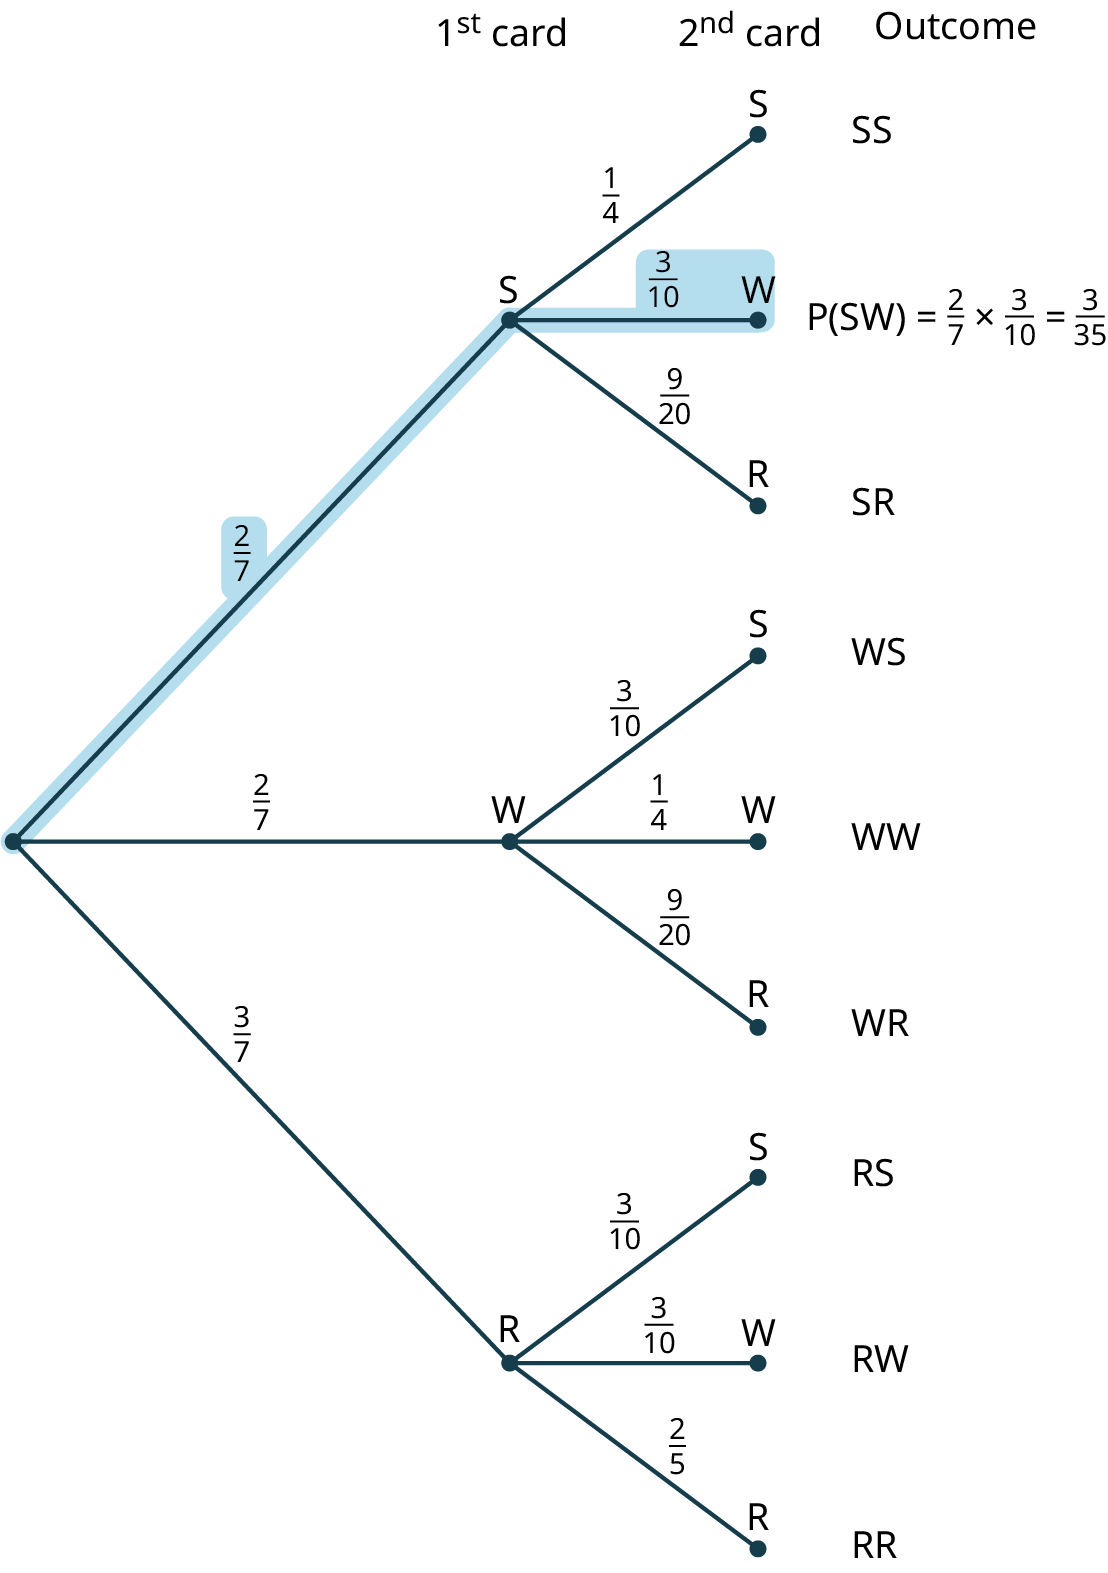 1st card 2nd card Outcome
S
SS
1/4
S
3/10
W
P(SW) = 2/7 × 3/10 = 3/35
9/20
R
SR
2/7
S
WS
3/10
2/7
W
1/4
W
WW
9/20
R
WR
3/7
S
RS
3/10
R
3/10
W
RW
2/5
R
RR